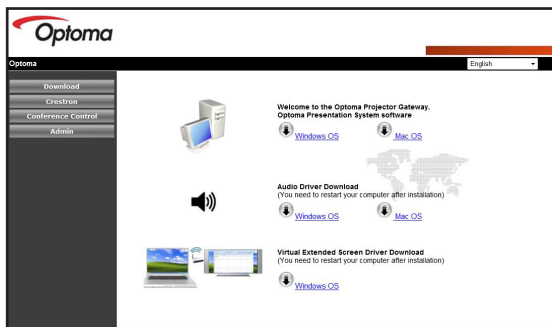 Optoma
Optoma
English
Download
Crestron
Conference Control
Admin
Welcome to the Optoma Projector Gateway.
Optoma Presentation System software
Windows OS
Mac OS
Audio Driver Download
(You need to restart your computer after installation)
Windows OS
Mac OS
Virtual Extended Screen Driver Download
(You need to restart your computer after installation)
Windows OS